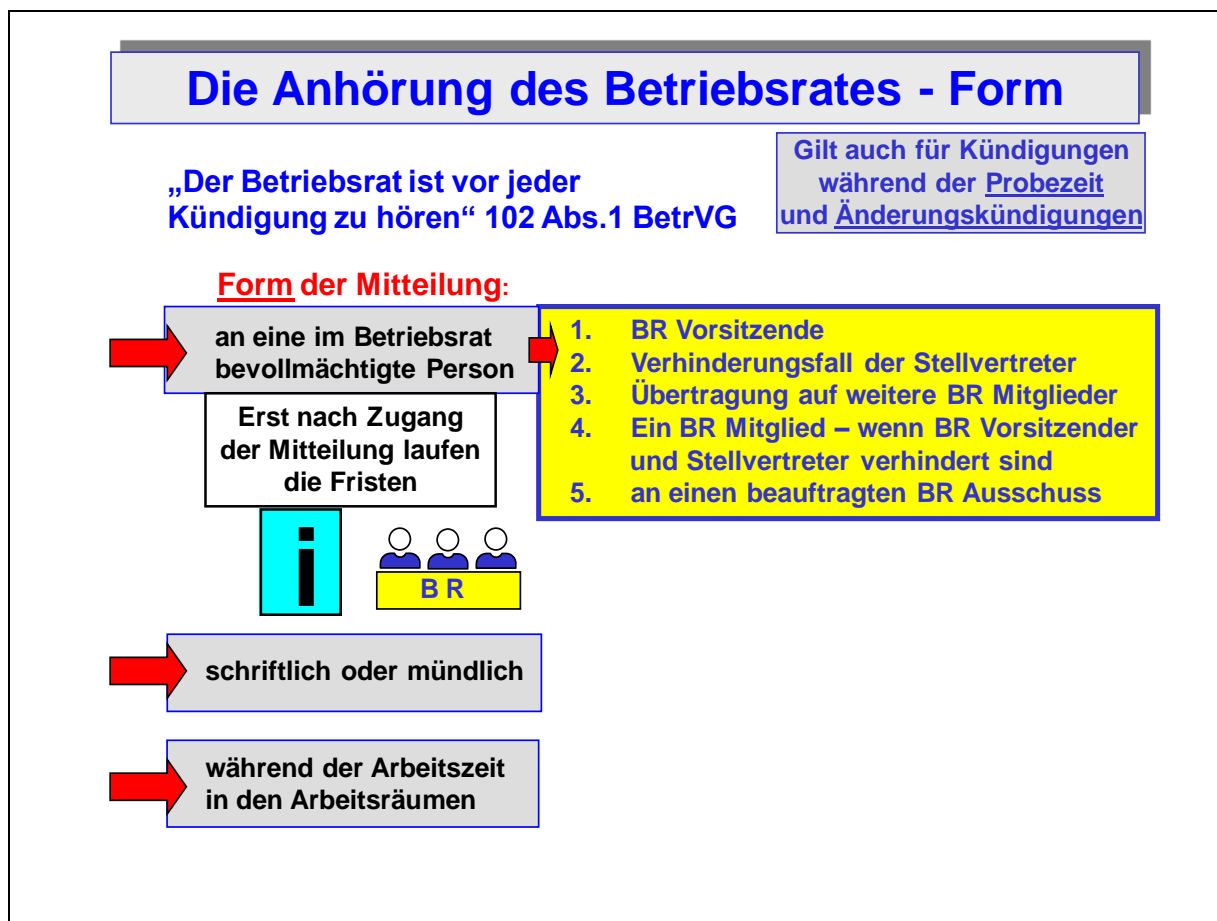 Die Anhörung des Betriebsrates - Form
Gilt auch für Kündigungen
während der Probezeit
und Änderungskündigungen
„Der Betriebsrat ist vor jeder
Kündigung zu hören“ 102 Abs.1 BetrVG
Form der Mitteilung:
an eine im Betriebsrat
bevollmächtigte Person
1. BR Vorsitzende
2. Verhinderungsfall der Stellvertreter
3. Übertragung auf weitere BR Mitglieder
4. Ein BR Mitglied – wenn BR Vorsitzender
und Stellvertreter verhindert sind
5. an einen beauftragten BR Ausschuss
Erst nach Zugang
der Mitteilung laufen
die Fristen
i
B R
schriftlich oder mündlich
während der Arbeitszeit
in den Arbeitsräumen